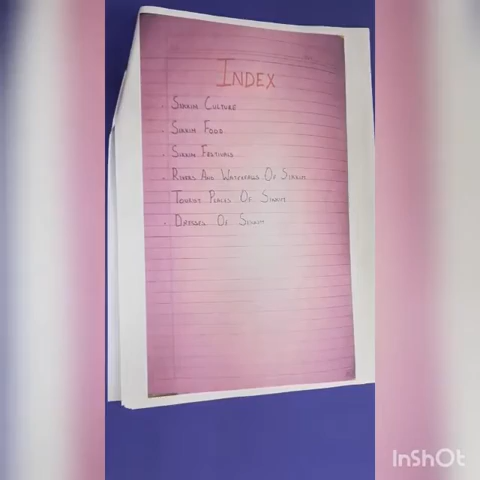 INDEX
SIKKIM CULTURE
SIKKIM FOOD
SIKKIM FESTIVALS
RIVERS AND WATERFALLS OF SIKKIM
TOURIST PLACES OF SIKKIM
OF SIKKIM
InShOt